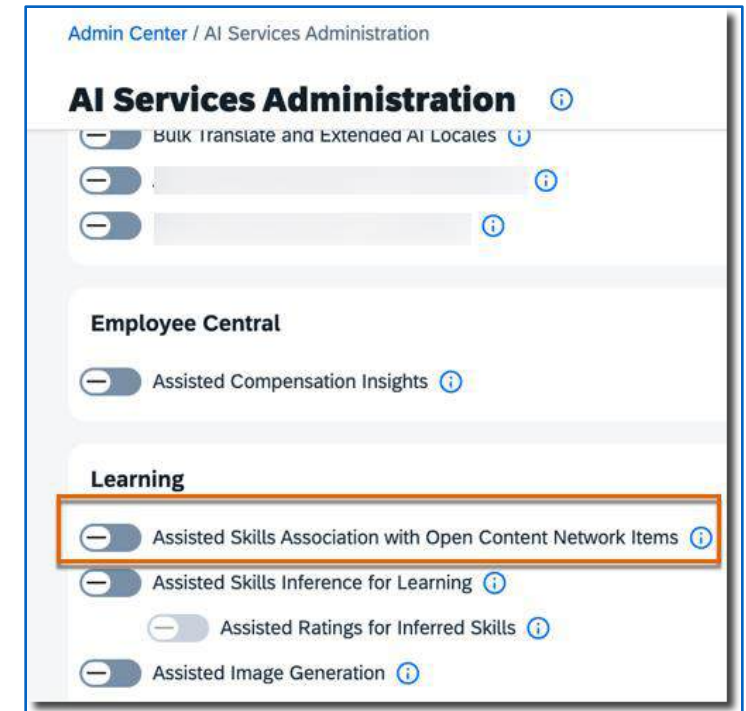 Admin Center / AI Services Administration
AI Services Administration
Bulk Translate and Extended AI Locales
Employee Central
Assisted Compensation Insights
Learning
Assisted Skills Association with Open Content Network Items
Assisted Skills Inference for Learning
Assisted Ratings for Inferred Skills
Assisted Image Generation